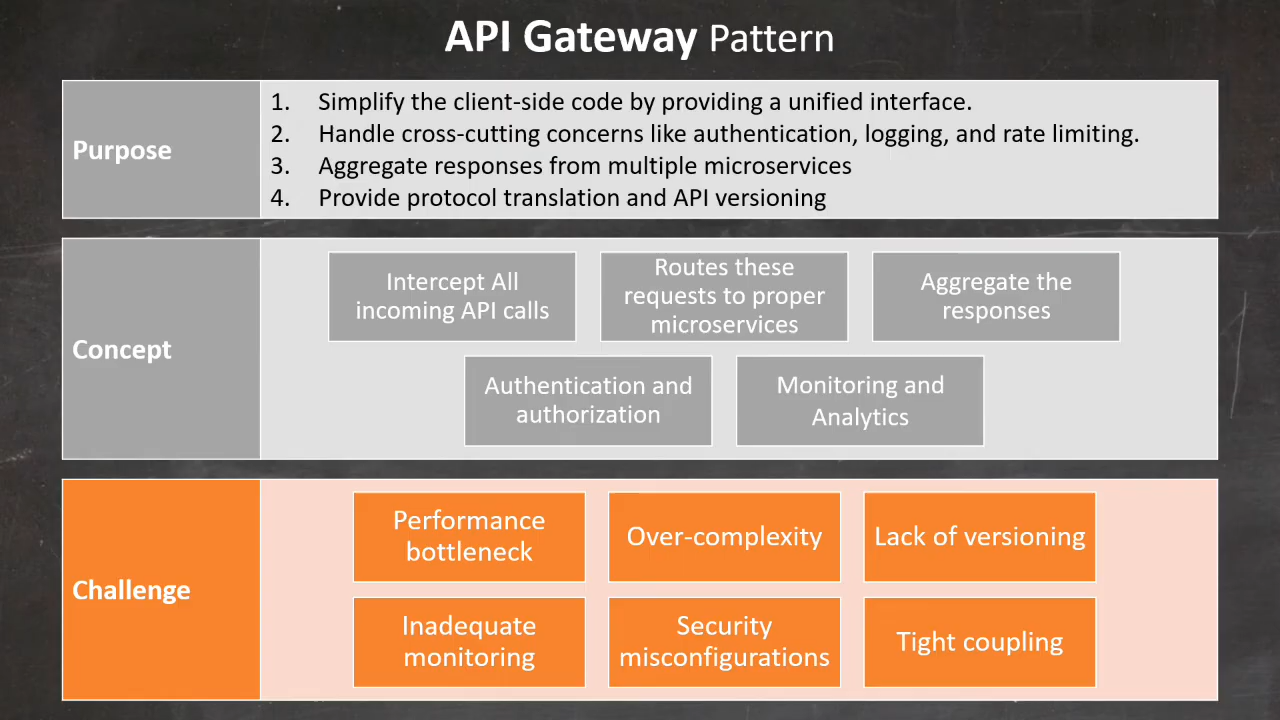 API Gateway Pattern
Purpose
1. Simplify the client-side code by providing a unified interface.
2. Handle cross-cutting concerns like authentication, logging, and rate limiting.
3. Aggregate responses from multiple microservices
4. Provide protocol translation and API versioning
Concept
Intercept All
incoming API calls
Routes these
requests to proper
microservices
Aggregate the
responses
Authentication and
authorization
Monitoring and
Analytics
Challenge
Performance
bottleneck
Over-complexity
Lack of versioning
Inadequate
monitoring
Security
misconfigurations
Tight coupling